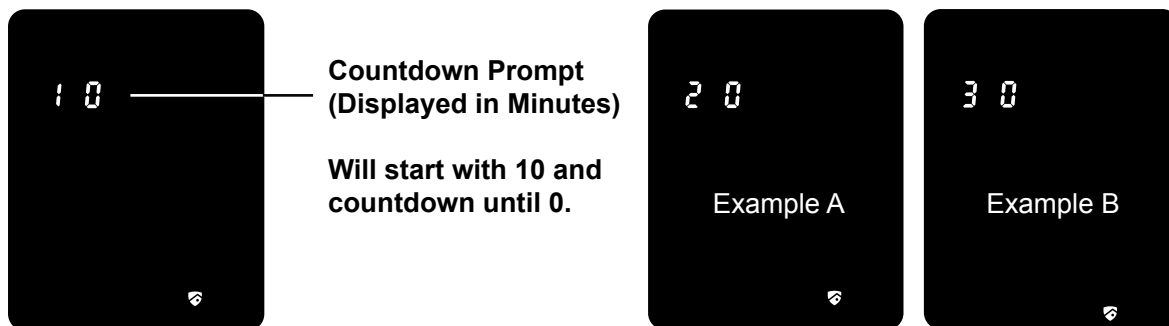 10
Countdown Prompt
(Displayed in Minutes)
Will start with 10 and
countdown until 0.
20
Example A
30
Example B